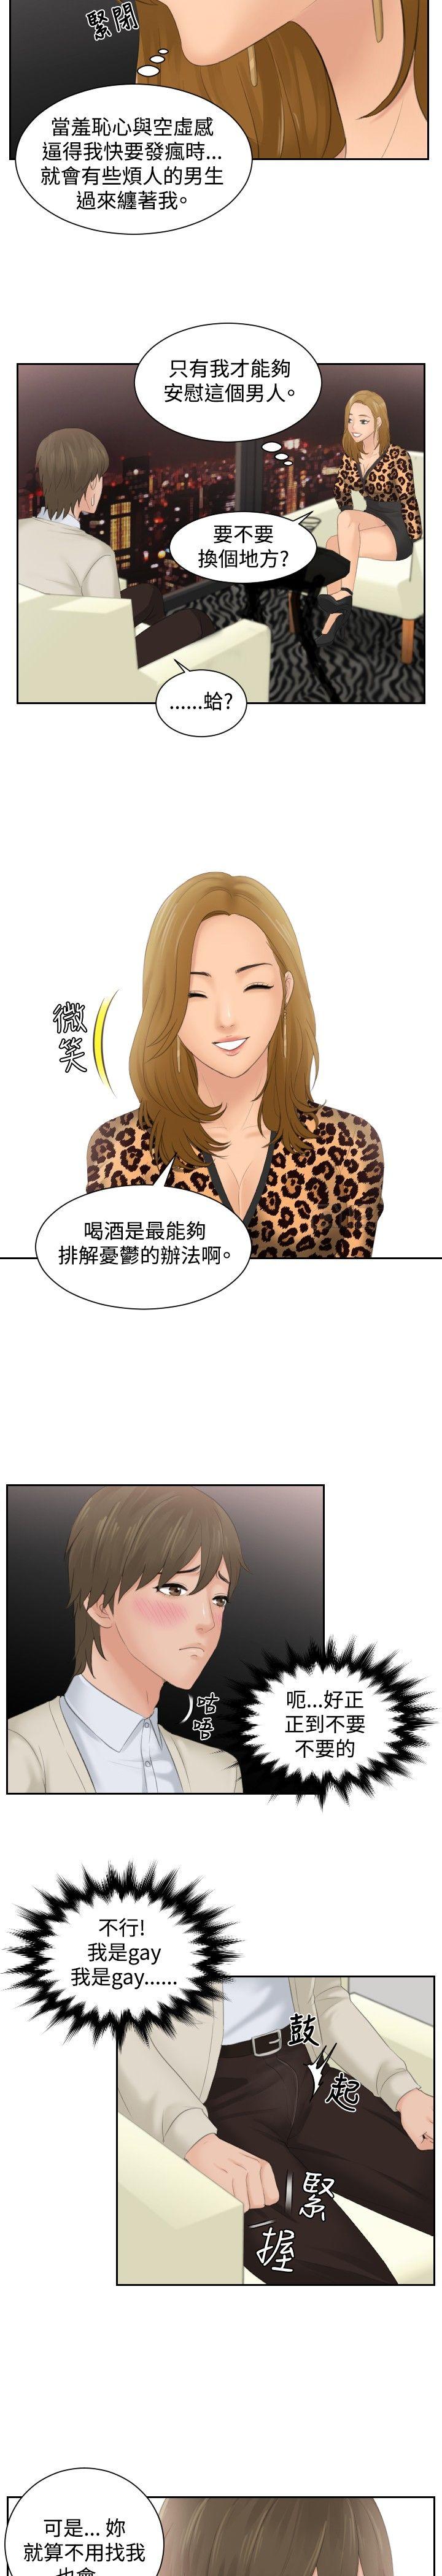 緊閉
當羞恥心與空虛感
逼得我快要發瘋時...
就會有些煩人的男生
過來纏著我。
只有我才能夠
安慰這個男人。
要不要
換個地方?
......蛤?
微笑
喝酒是最能夠
排解憂鬱的辦法啊。
咕唔
呃...好正
正到不要
不要的
不行!
我是gay
我是gay......
鼓起
緊握
可是... 妳
就算不用找我
也會